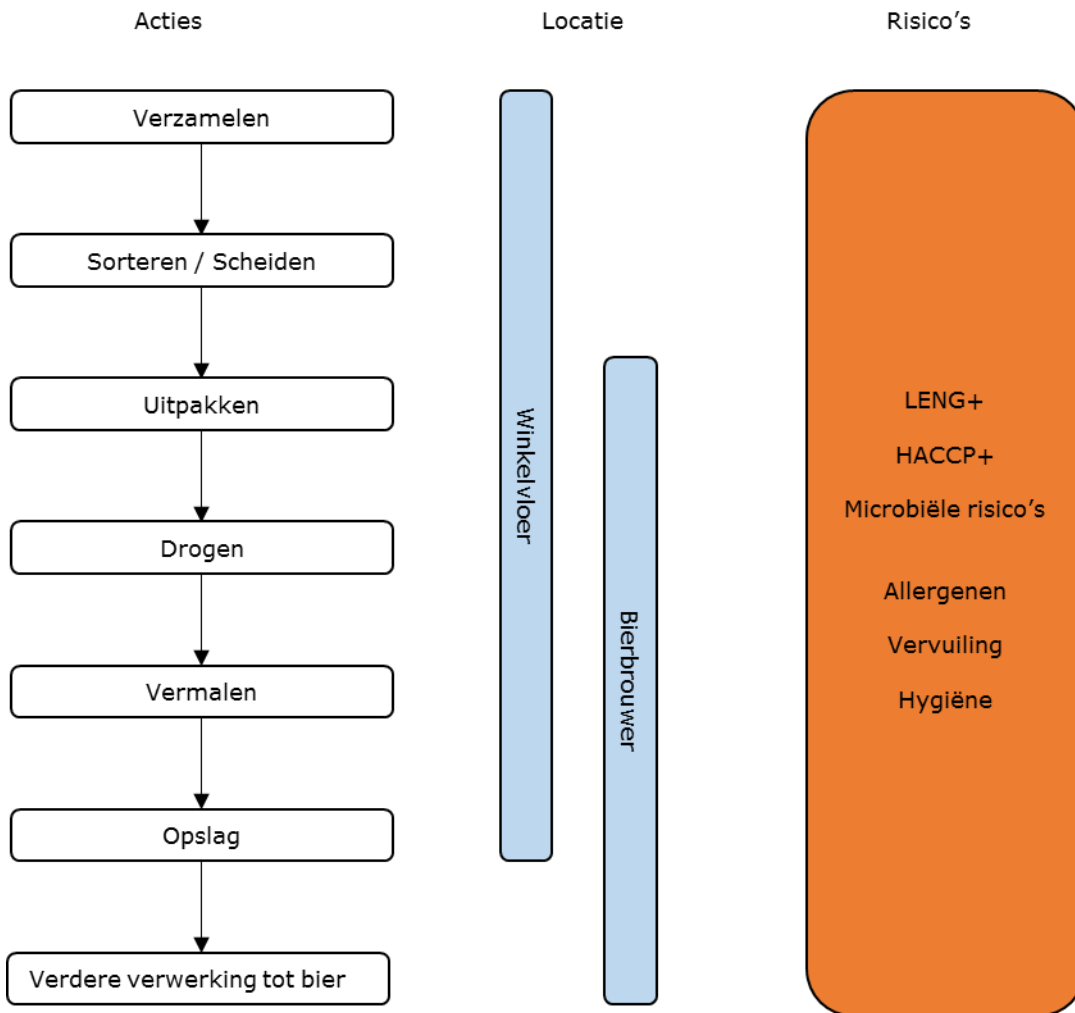 Acties
Locatie
Risico's
Verzamelen
Sorteren / Scheiden
Uitpakken
Drogen
Vermalen
Opslag
Verdere verwerking tot bier
Winkelvloer
Bierbrouwer
LENG+
HACCP+
Microbiële risico's
Allergenen
Vervuiling
Hygiëne